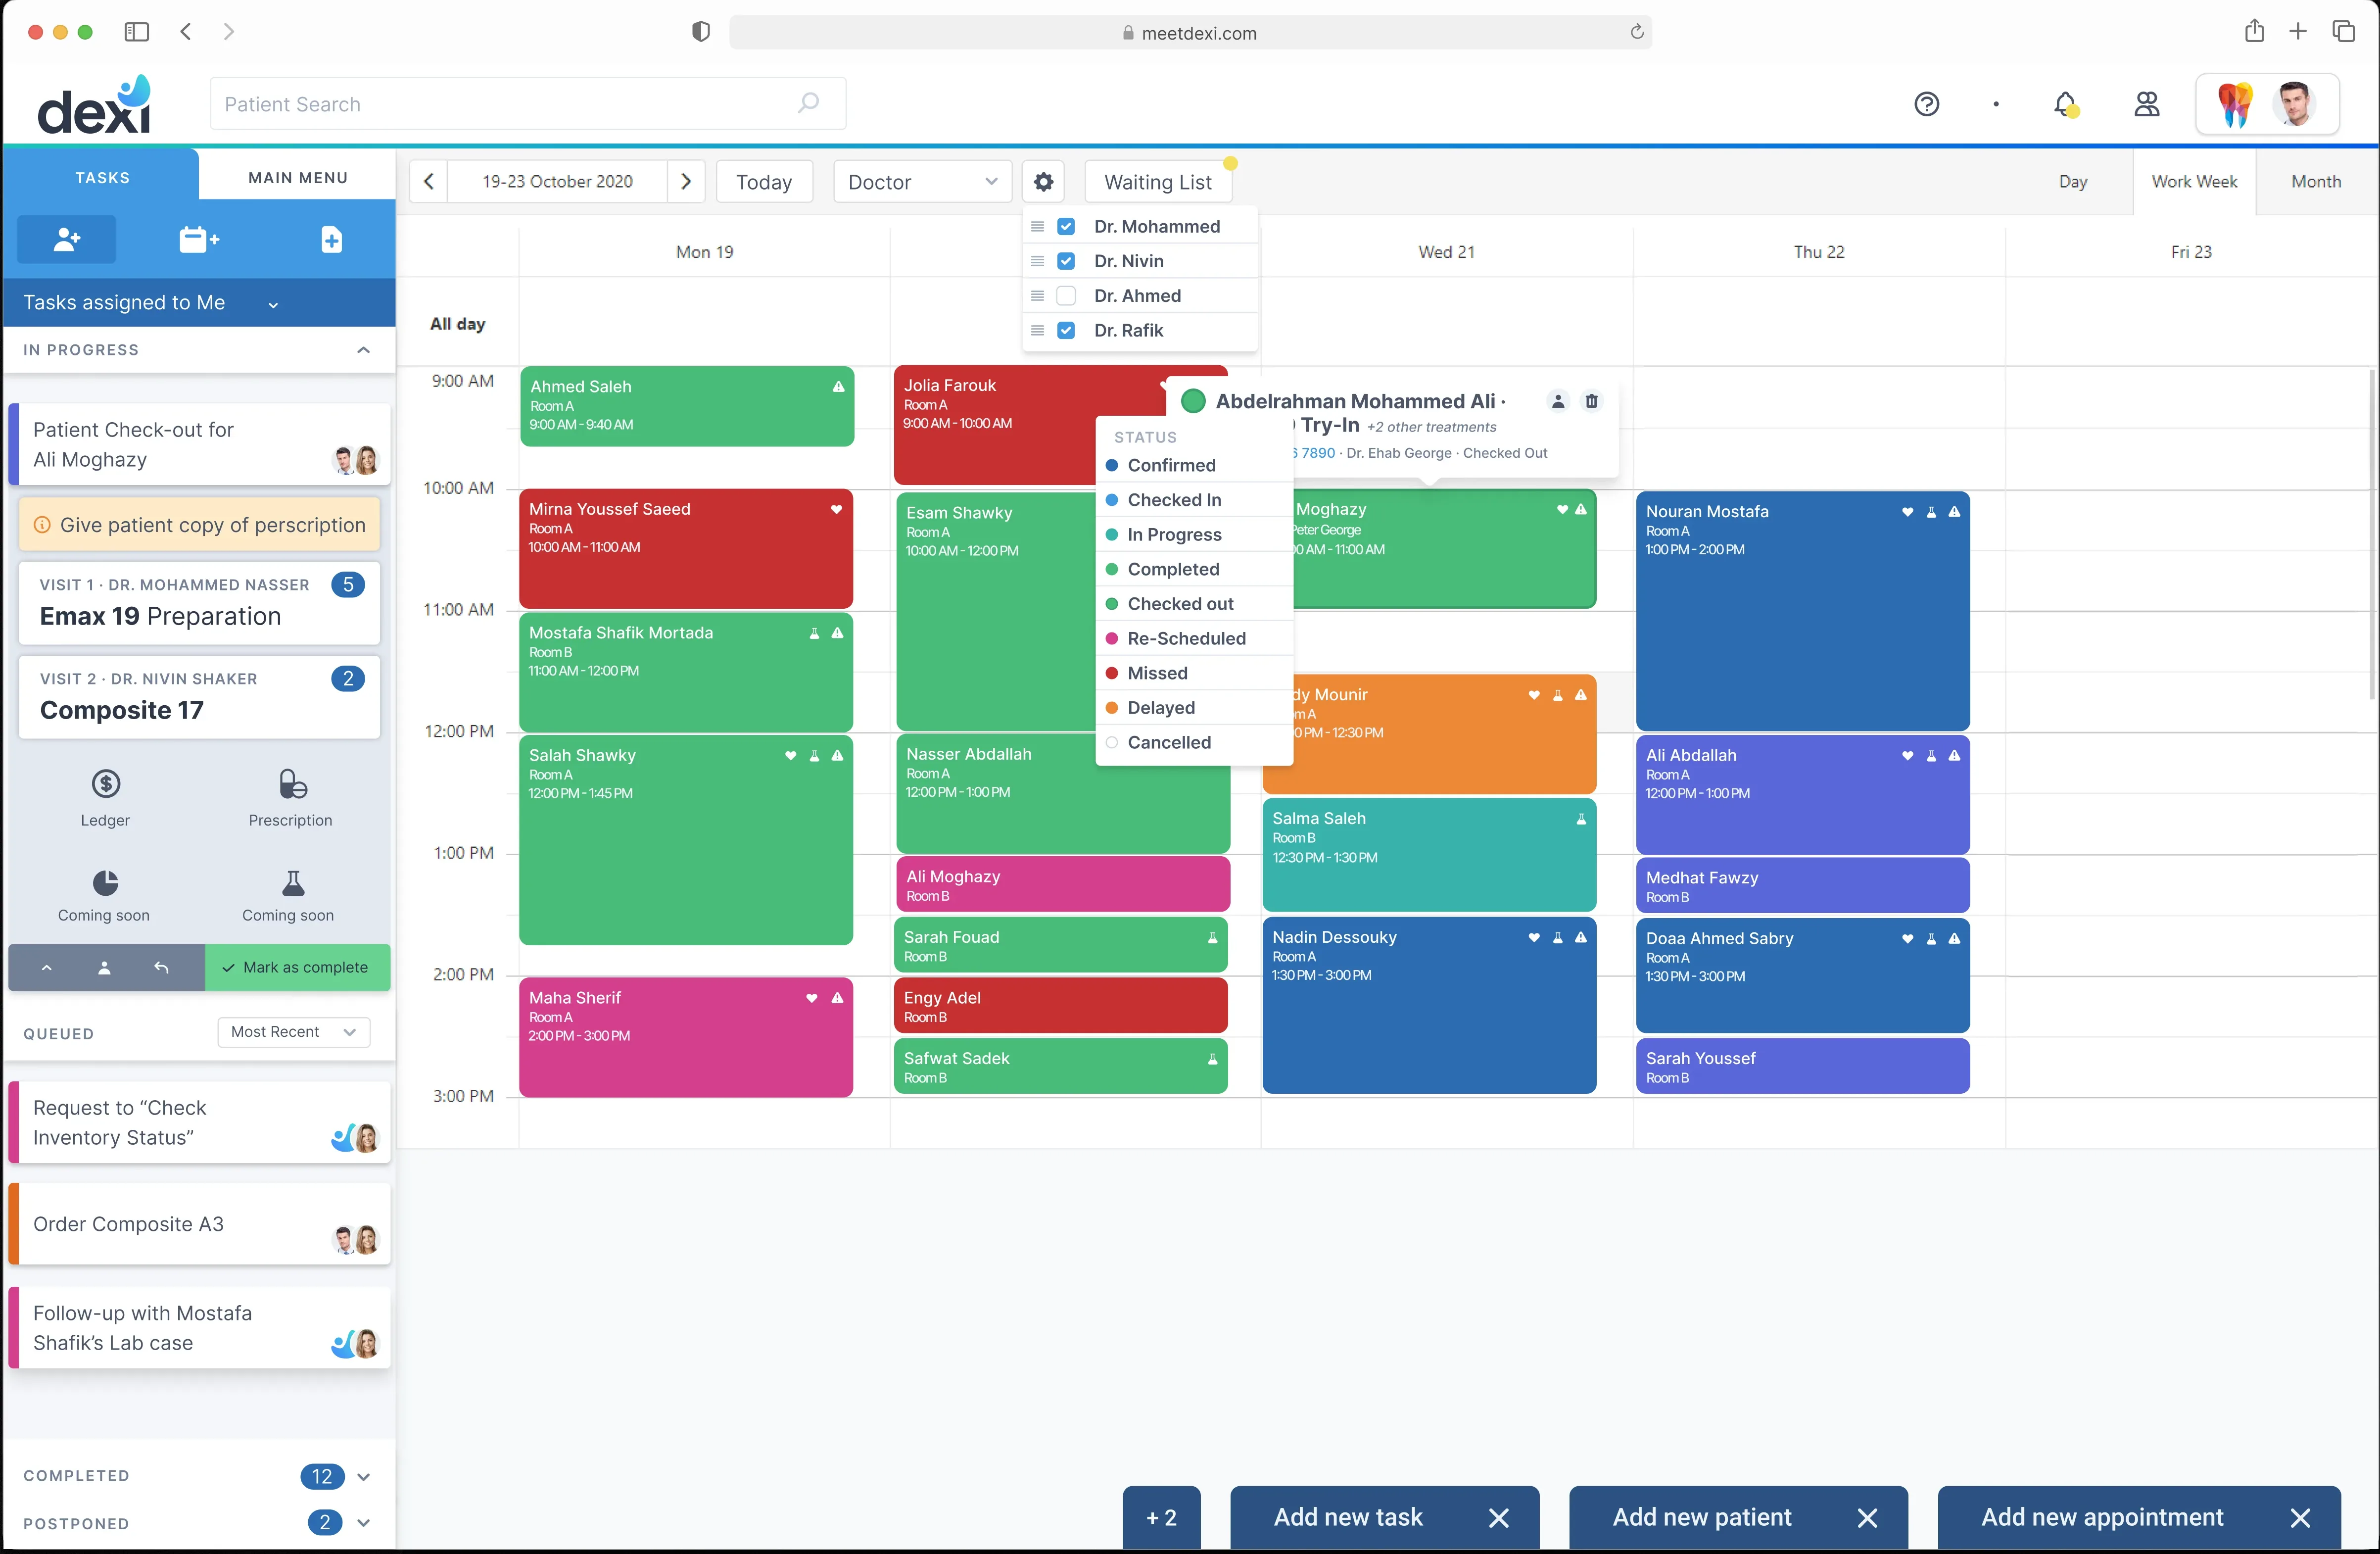 meetdexi.com
dexi
Patient Search
TASKS
MAIN MENU
19-23 October 2020
Today
Doctor
Waiting List
Day
Work Week
Month
Dr. Mohammed
Dr. Nivin
Dr. Ahmed
Dr. Rafik
Tasks assigned to Me
IN PROGRESS
Patient Check-out for
Ali Moghazy
Give patient copy of perscription
VISIT 1 · DR. MOHAMMED NASSER
5
Emax 19 Preparation
VISIT 2 · DR. NIVIN SHAKER
2
Composite 17
Ledger
Prescription
Coming soon
Coming soon
Mark as complete
QUEUED
Most Recent
Request to “Check
Inventory Status”
Order Composite A3
Follow-up with Mostafa
Shafik’s Lab case
COMPLETED
12
POSTPONED
2
Mon 19
Wed 21
Thu 22
Fri 23
All day
9:00 AM
10:00 AM
11:00 AM
12:00 PM
1:00 PM
2:00 PM
3:00 PM
Ahmed Saleh
Room A
9:00 AM - 9:40 AM
Mirna Youssef Saeed
Room A
10:00 AM - 11:00 AM
Mostafa Shafik Mortada
Room B
11:00 AM - 12:00 PM
Salah Shawky
Room A
12:00 PM - 1:45 PM
Maha Sherif
Room A
2:00 PM - 3:00 PM
Jolia Farouk
Room A
9:00 AM - 10:00 AM
Esam Shawky
Room A
10:00 AM - 12:00 PM
Nasser Abdallah
Room A
12:00 PM - 1:00 PM
Ali Moghazy
Room B
Sarah Fouad
Room B
Engy Adel
Room B
Safwat Sadek
Room B
Abdelrahman Mohammed Ali ·
Try-In +2 other treatments
7890 · Dr. Ehab George · Checked Out
STATUS
Confirmed
Checked In
In Progress
Completed
Checked out
Re-Scheduled
Missed
Delayed
Cancelled
Moghazy
Peter George
AM - 11:00 AM
Mounir
A
PM - 12:30 PM
Salma Saleh
Room B
12:30 PM - 1:30 PM
Nadin Dessouky
Room A
1:30 PM - 3:00 PM
Nouran Mostafa
Room A
1:00 PM - 2:00 PM
Ali Abdallah
Room A
12:00 PM - 1:00 PM
Medhat Fawzy
Room B
Doaa Ahmed Sabry
Room A
1:30 PM - 3:00 PM
Sarah Youssef
Room B
+ 2
Add new task
Add new patient
Add new appointment